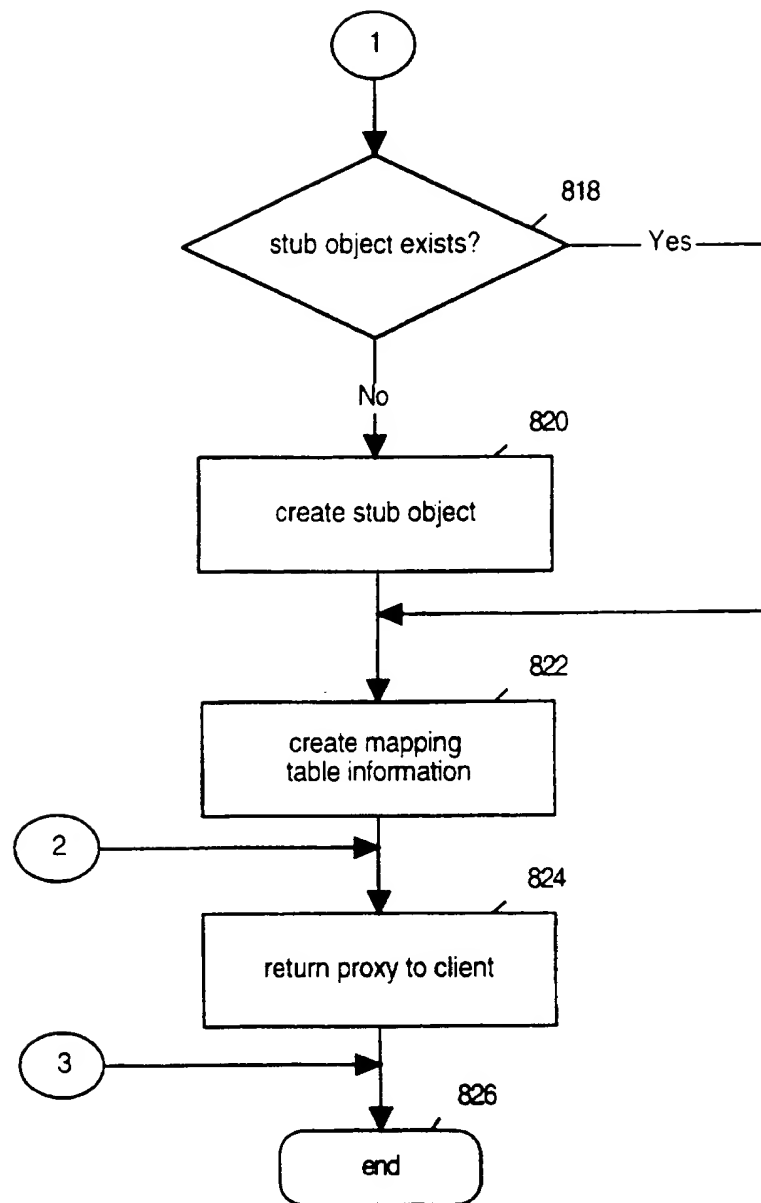 1
818
stub object exists?
Yes
No
820
create stub object
822
create mapping
table information
2
824
return proxy to client
3
826
end